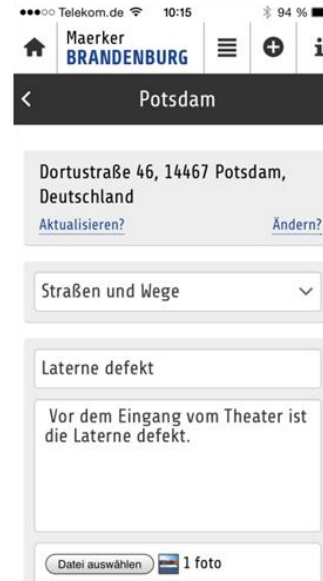 Telekom.de 10:15 94 %
Maerker
BRANDENBURG
i
Potsdam
Dortustraße 46, 14467 Potsdam,
Deutschland
Aktualisieren? Ändern?
Straßen und Wege
Laterne defekt
Vor dem Eingang vom Theater ist
die Laterne defekt.
Datei auswählen 1 foto